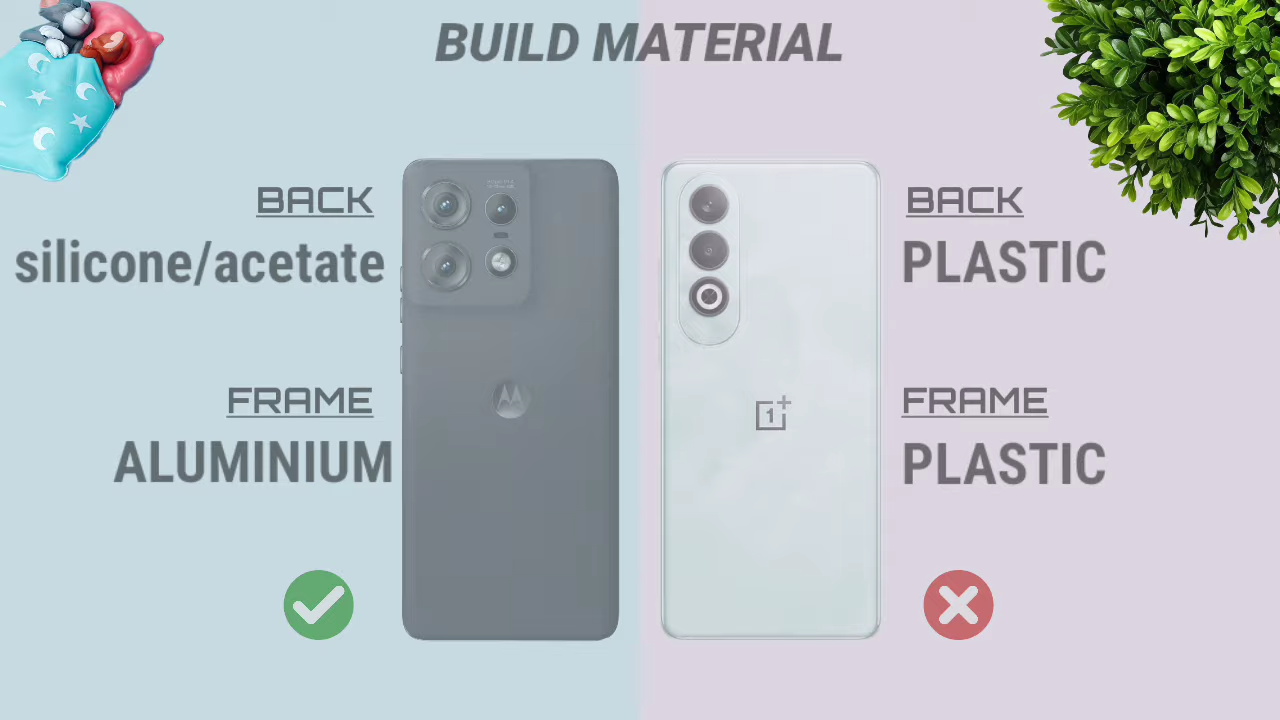 BUILD MATERIAL
BACK
silicone/acetate
FRAME
ALUMINIUM
BACK
PLASTIC
FRAME
PLASTIC